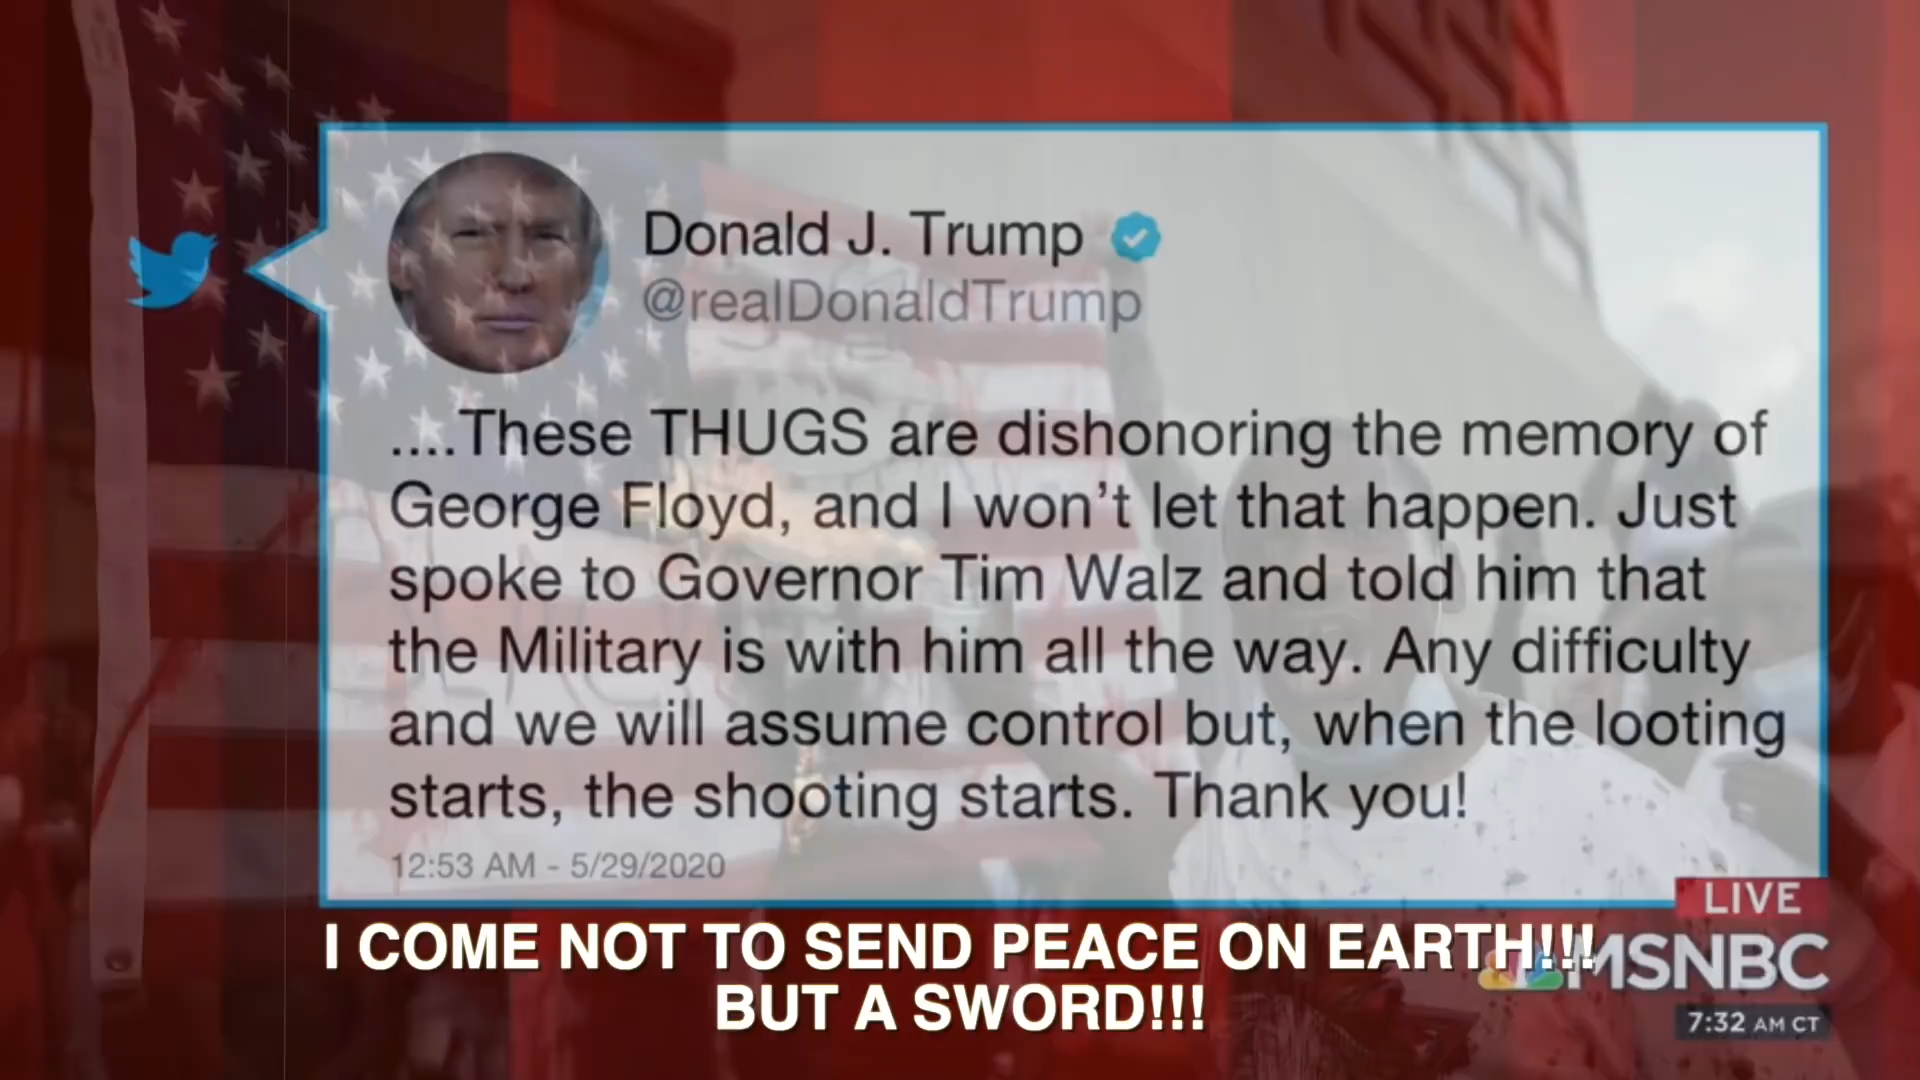 Donald J. Trump
@realDonaldTrump
....These THUGS are dishonoring the memory of
George Floyd, and I won't let that happen. Just
spoke to Governor Tim Walz and told him that
the Military is with him all the way. Any difficulty
and we will assume control but, when the looting
starts, the shooting starts. Thank you!
12:53 AM - 5/29/2020
LIVE
MSNBC
7:32 AM CT
I COME NOT TO SEND PEACE ON EARTH!!!
BUT A SWORD!!!